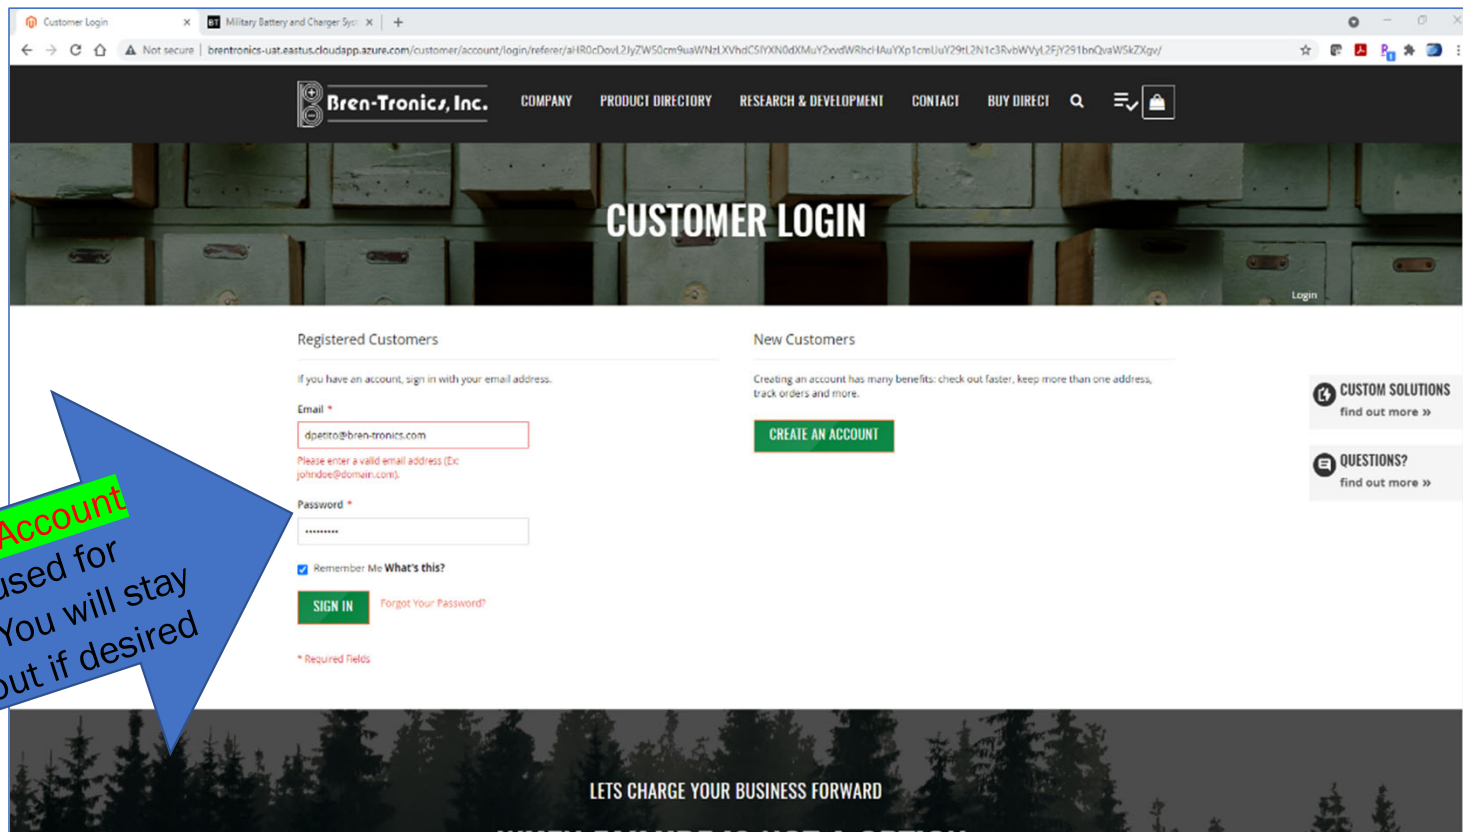 Customer Login
Military Battery and Charger Syst
Not secure | brentronics-uat.eastus.cloudapp.azure.com/customer/account/login/referer/
Bren-Tronics, Inc.
COMPANY PRODUCT DIRECTORY RESEARCH & DEVELOPMENT CONTACT BUY DIRECT
CUSTOMER LOGIN
Login
Registered Customers
If you have an account, sign in with your email address.
Email *
dpetito@bren-tronics.com
Please enter a valid email address (Ex:
johndoe@domain.com).
Password *
•••••••••
Remember Me What's this?
SIGN IN Forgot Your Password?
* Required Fields
New Customers
Creating an account has many benefits: check out faster, keep more than one address,
track orders and more.
CREATE AN ACCOUNT
CUSTOM SOLUTIONS
find out more »
QUESTIONS?
find out more »
Account
used for
You will stay
out if desired
LETS CHARGE YOUR BUSINESS FORWARD